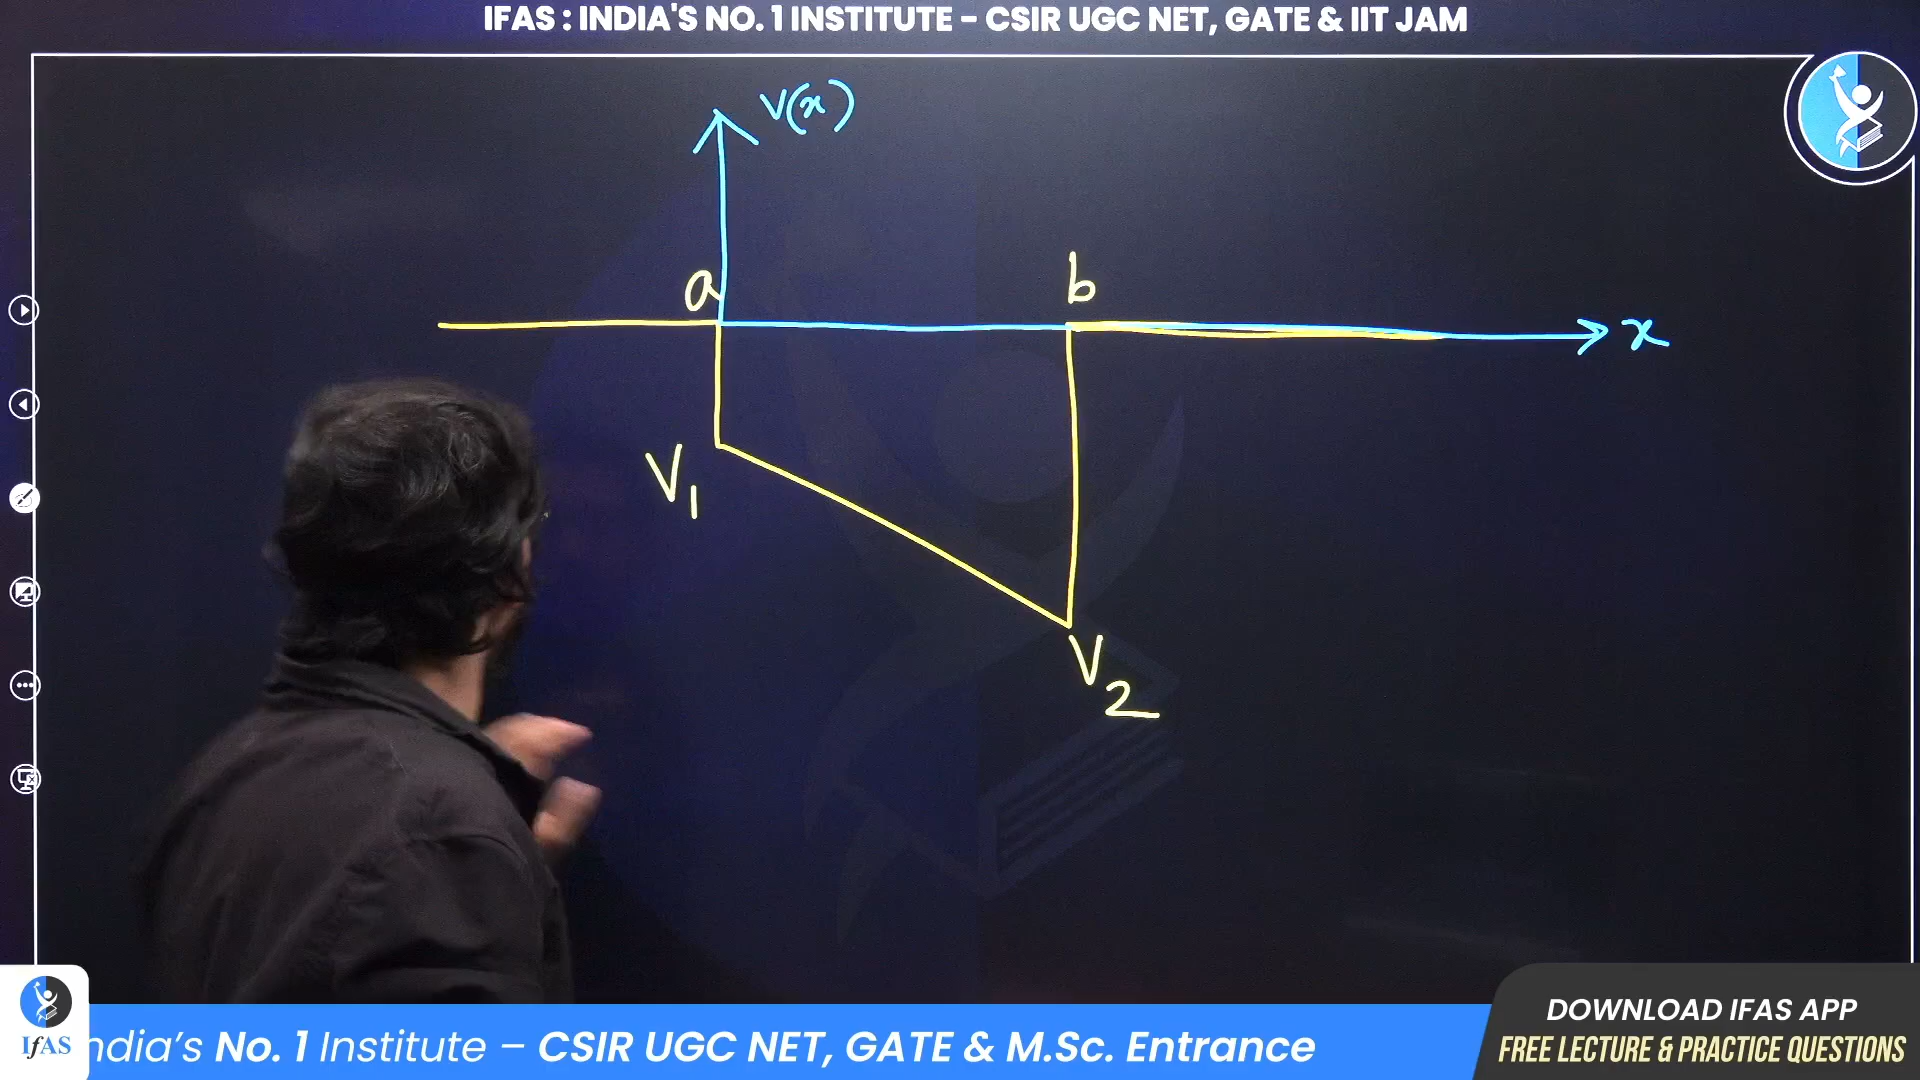 IFAS : INDIA'S NO. 1 INSTITUTE - CSIR UGC NET, GATE & IIT JAM
V(x)
a
b
x
V1
V2
IfAS
ndia's No. 1 Institute – CSIR UGC NET, GATE & M.Sc. Entrance
DOWNLOAD IFAS APP
FREE LECTURE & PRACTICE QUESTIONS